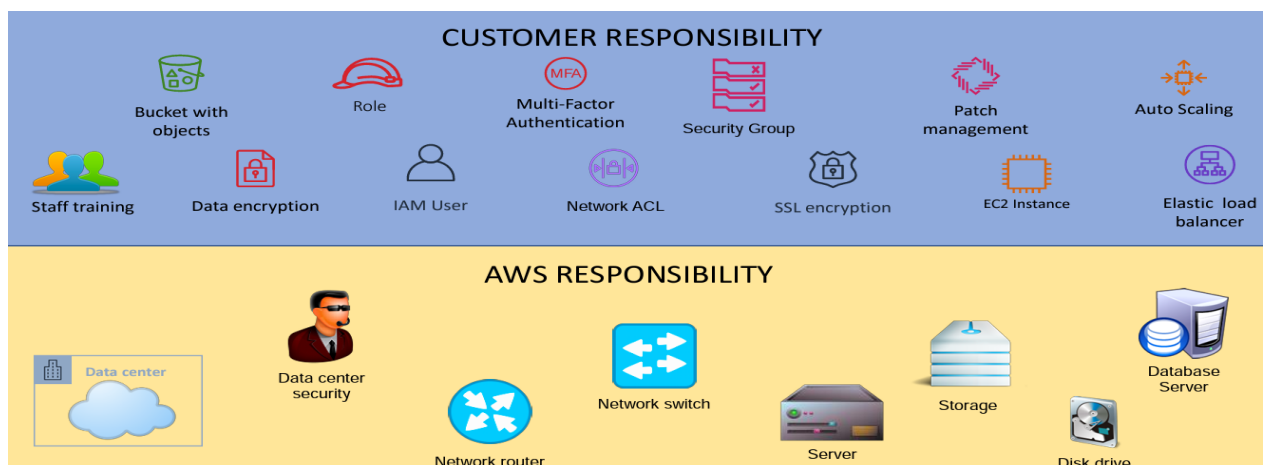 CUSTOMER RESPONSIBILITY
MFA
Bucket with
objects
Role
Multi-Factor
Authentication
Security Group
Patch
management
Auto Scaling
Staff training
Data encryption
IAM User
Network ACL
SSL encryption
EC2 Instance
Elastic load
balancer
AWS RESPONSIBILITY
Data center
Data center
security
Network router
Network switch
Server
Storage
Disk drive
Database
Server